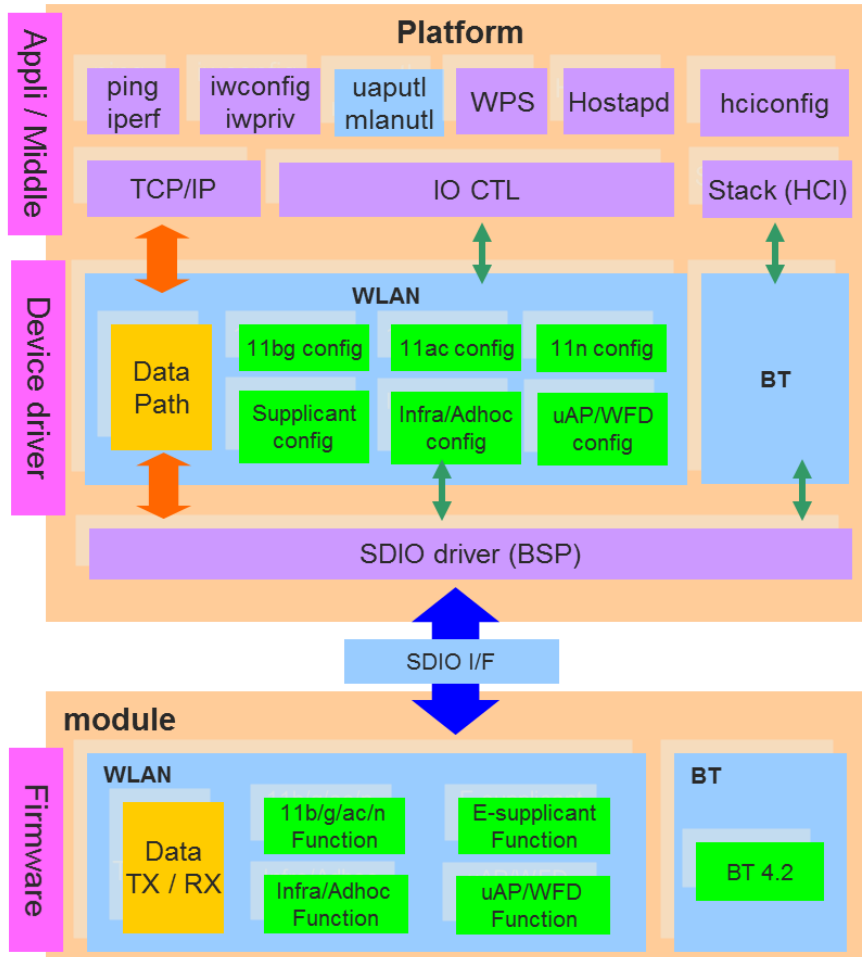 Appli / Middle
Platform
ping
iperf
iwconfig
iwpriv
uaputl
mlanutl
WPS
Hostapd
hciconfig
TCP/IP
IO CTL
Stack (HCI)
Device driver
WLAN
Data
Path
11bg config
11ac config
11n config
Supplicant
config
Infra/Adhoc
config
uAP/WFD
config
BT
SDIO driver (BSP)
SDIO I/F
module
Firmware
WLAN
Data
TX / RX
11b/g/ac/n
Function
E-supplicant
Function
Infra/Adhoc
Function
uAP/WFD
Function
BT
BT 4.2